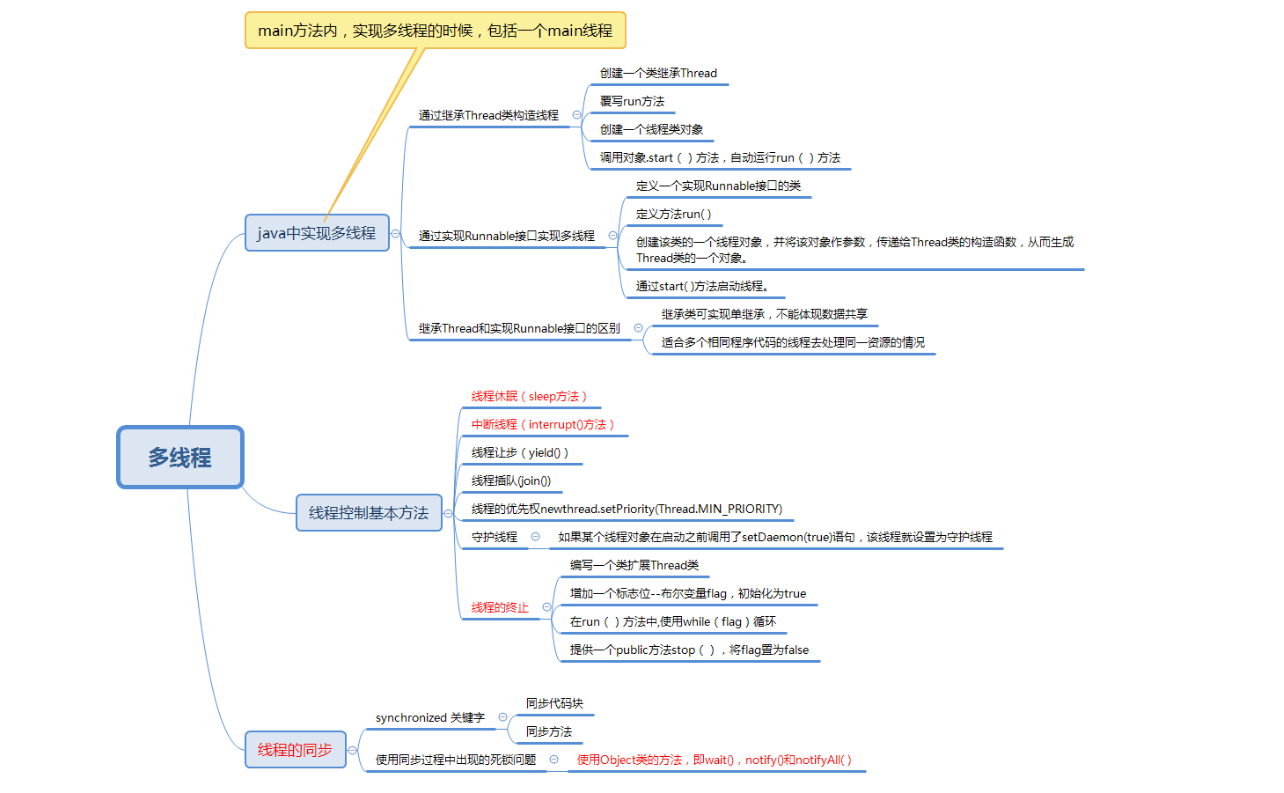 main方法内，实现多线程的时候，包括一个main线程
创建一个类继承Thread
覆写run方法
通过继承Thread类构造线程
创建一个线程类对象
调用对象.start（）方法，自动运行run（）方法
定义一个实现Runnable接口的类
定义方法run( )
java中实现多线程
通过实现Runnable接口实现多线程
创建该类的一个线程对象，并将该对象作参数，传递给Thread类的构造函数，从而生成
Thread类的一个对象。
通过start( )方法启动线程。
继承Thread和实现Runnable接口的区别
继承类可实现单继承，不能体现数据共享
适合多个相同程序代码的线程去处理同一资源的情况
多线程
线程控制基本方法
线程休眠（sleep方法）
中断线程（interrupt()方法）
线程让步（yield()）
线程插队(join())
线程的优先权newthread.setPriority(Thread.MIN_PRIORITY)
守护线程
如果某个线程对象在启动之前调用了setDaemon(true)语句，该线程就设置为守护线程
线程的终止
编写一个类扩展Thread类
增加一个标志位--布尔变量flag，初始化为true
在run（）方法中,使用while（flag）循环
提供一个public方法stop（），将flag置为false
线程的同步
synchronized 关键字
同步代码块
同步方法
使用同步过程中出现的死锁问题
使用Object类的方法，即wait()，notify()和notifyAll( )